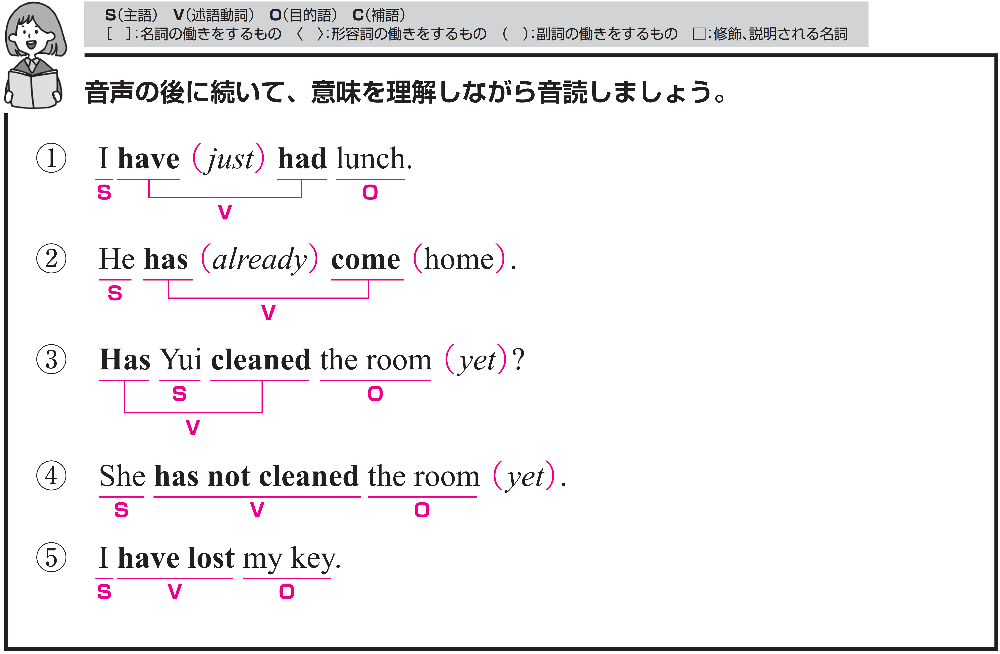 S(主語) V(述語動詞) O(目的語) C(補語)
[ ]:名詞の働きをするもの 〈 〉:形容詞の働きをするもの ( ):副詞の働きをするもの □:修飾、説明される名詞
音声の後に続いて、意味を理解しながら音読しましょう。
① I have (just) had lunch.
S O
V
② He has (already) come (home).
S
V
③ Has Yui cleaned the room (yet)?
S O
V
④ She has not cleaned the room (yet).
S V O
⑤ I have lost my key.
S V O